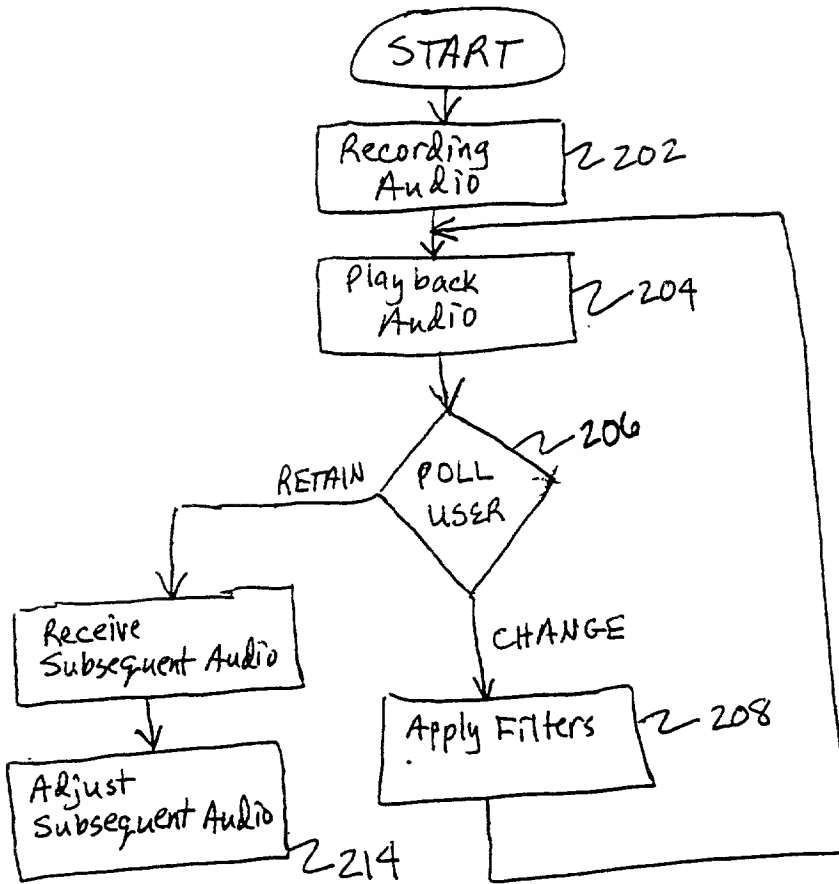 START
Recording
Audio
202
Playback
Audio
204
206
POLL
USER
RETAIN
CHANGE
Receive
Subsequent Audio
Apply Filters
208
Adjust
Subsequent Audio
214